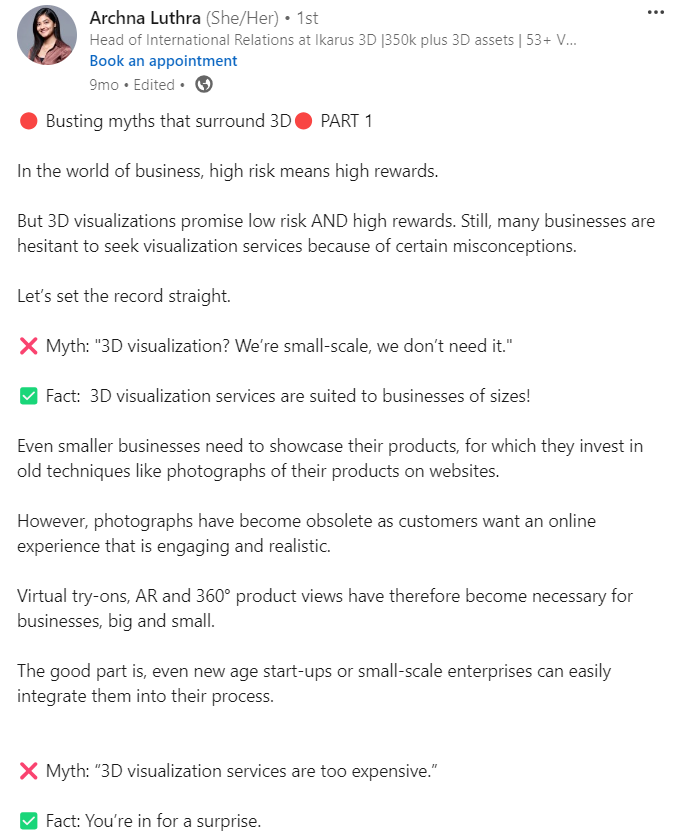 Archna Luthra (She/Her) • 1st
Head of International Relations at Ikarus 3D |350k plus 3D assets | 53+ V...
Book an appointment
9mo • Edited •
🔴 Busting myths that surround 3D🔴 PART 1
In the world of business, high risk means high rewards.
But 3D visualizations promise low risk AND high rewards. Still, many businesses are
hesitant to seek visualization services because of certain misconceptions.
Let’s set the record straight.
❌ Myth: "3D visualization? We’re small-scale, we don’t need it."
✅ Fact:  3D visualization services are suited to businesses of sizes!
Even smaller businesses need to showcase their products, for which they invest in
old techniques like photographs of their products on websites.
However, photographs have become obsolete as customers want an online
experience that is engaging and realistic.
Virtual try-ons, AR and 360° product views have therefore become necessary for
businesses, big and small.
The good part is, even new age start-ups or small-scale enterprises can easily
integrate them into their process.
❌ Myth: “3D visualization services are too expensive.”
✅ Fact: You’re in for a surprise.